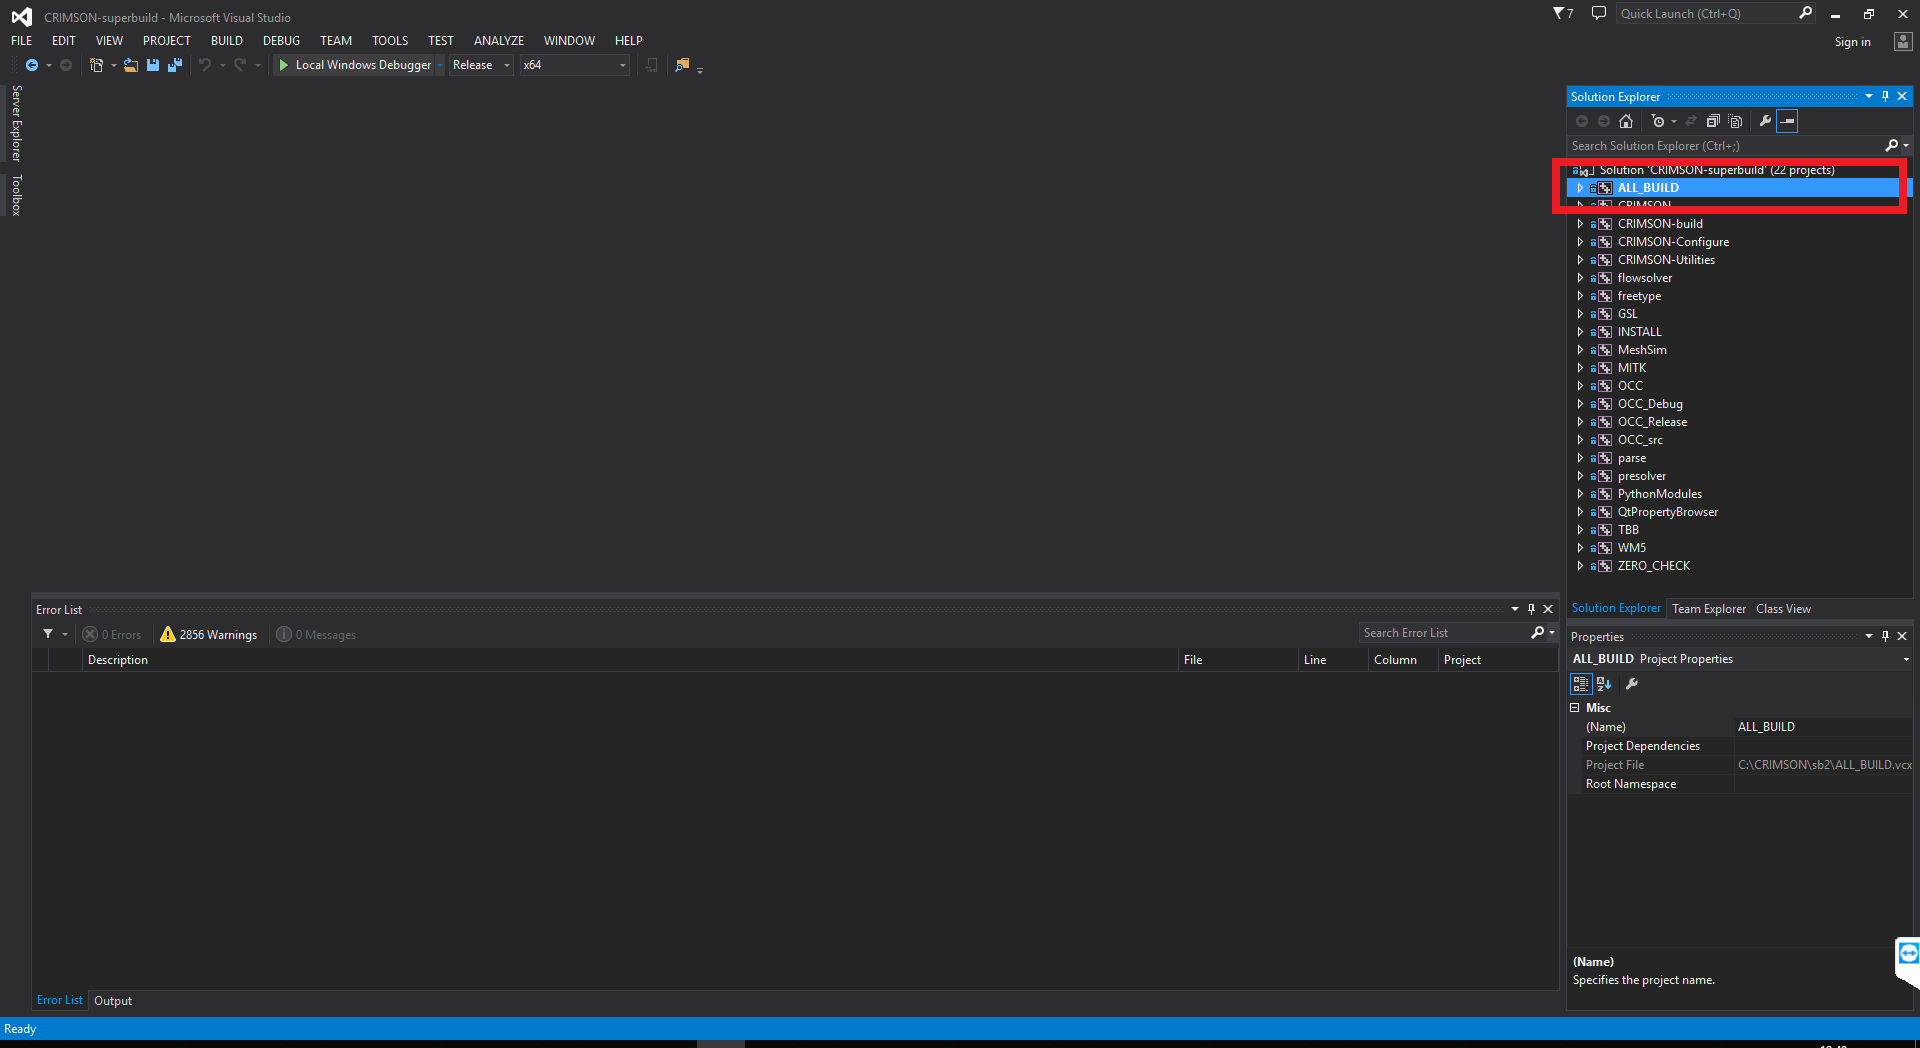 CRIMSON-superbuild - Microsoft Visual Studio
7
Quick Launch (Ctrl+Q)
FILE EDIT VIEW PROJECT BUILD DEBUG TEAM TOOLS TEST ANALYZE WINDOW HELP
Sign in
Local Windows Debugger Release x64
Server Explorer
Toolbox
Solution Explorer
Search Solution Explorer (Ctrl+;)
Solution 'CRIMSON-superbuild' (22 projects)
ALL_BUILD
CRIMSON
CRIMSON-build
CRIMSON-Configure
CRIMSON-Utilities
flowsolver
freetype
GSL
INSTALL
MeshSim
MITK
OCC
OCC_Debug
OCC_Release
OCC_src
parse
presolver
PythonModules
QtPropertyBrowser
TBB
WM5
ZERO_CHECK
Solution Explorer Team Explorer Class View
Error List
0 Errors 2856 Warnings 0 Messages
Search Error List
Description File Line Column Project
Error List Output
Properties
ALL_BUILD Project Properties
Misc
(Name) ALL_BUILD
Project Dependencies
Project File C:\CRIMSON\sb2\ALL_BUILD.vcx
Root Namespace
(Name)
Specifies the project name.
Ready